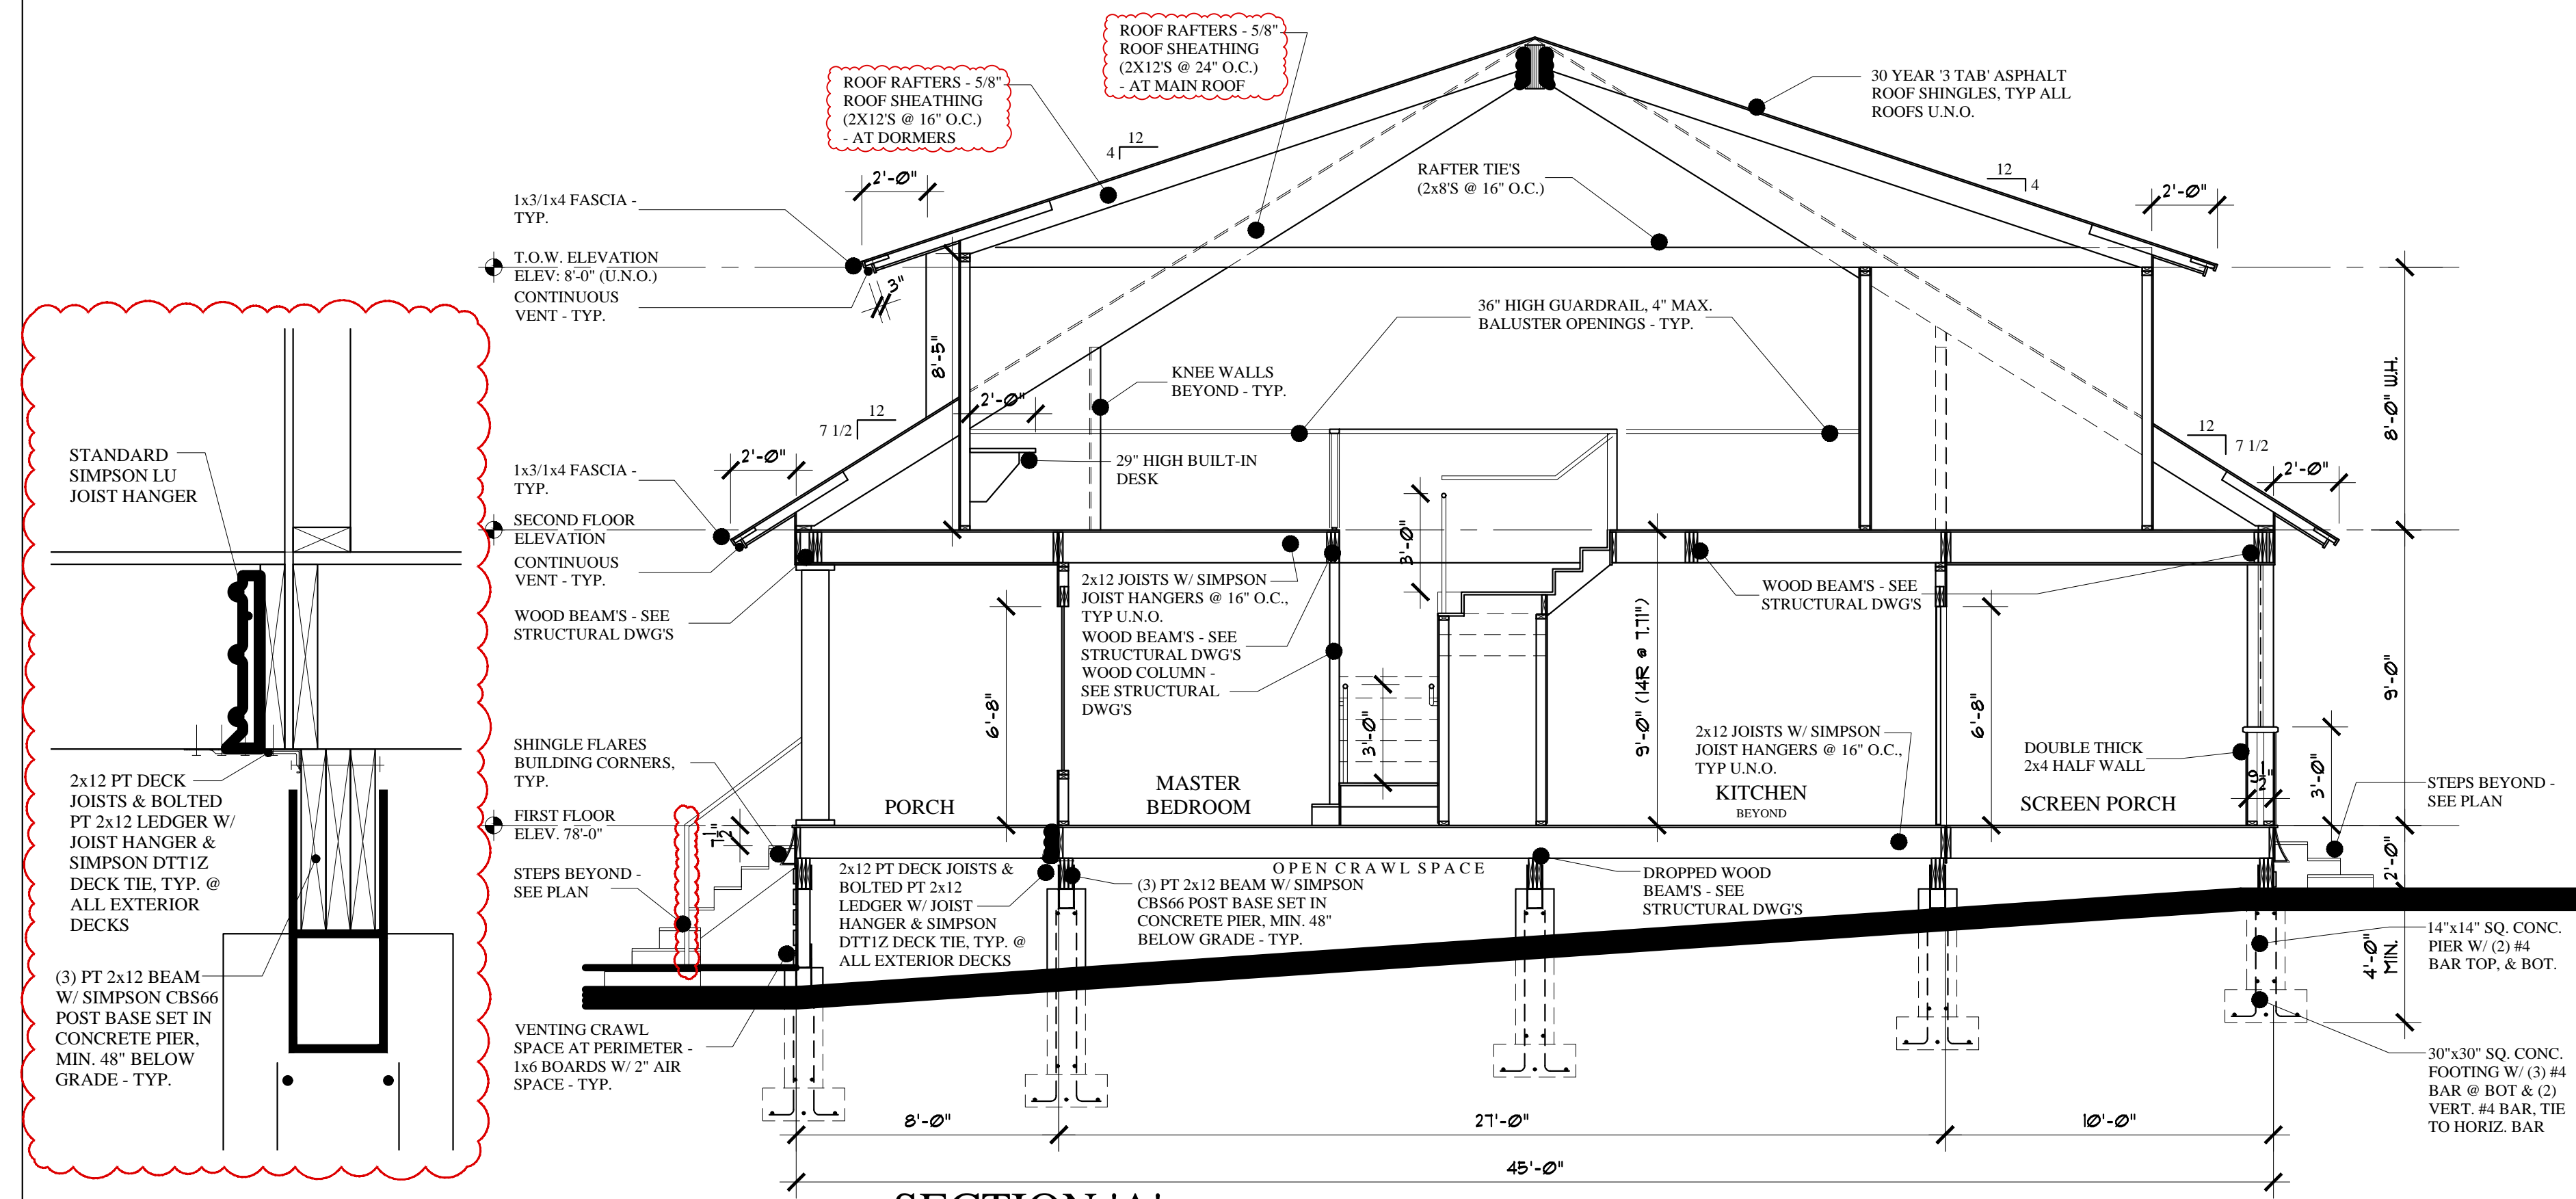 ROOF RAFTERS - 5/8"
ROOF SHEATHING
(2X12'S @ 24" O.C.)
- AT MAIN ROOF
ROOF RAFTERS - 5/8"
ROOF SHEATHING
(2X12'S @ 16" O.C.)
- AT DORMERS
30 YEAR '3 TAB' ASPHALT
ROOF SHINGLES, TYP ALL
ROOFS U.N.O.
12
4
RAFTER TIE'S
(2x8'S @ 16" O.C.)
12
4
2'-0"
2'-0"
1x3/1x4 FASCIA -
TYP.
T.O.W. ELEVATION
ELEV: 8'-0" (U.N.O.)
CONTINUOUS
VENT - TYP.
3"
36" HIGH GUARDRAIL, 4" MAX.
BALUSTER OPENINGS - TYP.
8'-5"
KNEE WALLS
BEYOND - TYP.
2'-0"
8'-0" W.H.
12
7 1/2
12
7 1/2
2'-0"
2'-0"
1x3/1x4 FASCIA -
TYP.
29" HIGH BUILT-IN
DESK
SECOND FLOOR
ELEVATION
CONTINUOUS
VENT - TYP.
3'-0"
WOOD BEAM'S - SEE
STRUCTURAL DWG'S
2x12 JOISTS W/ SIMPSON
JOIST HANGERS @ 16" O.C.,
TYP U.N.O.
WOOD BEAM'S - SEE
STRUCTURAL DWG'S
WOOD COLUMN -
SEE STRUCTURAL
DWG'S
WOOD BEAM'S - SEE
STRUCTURAL DWG'S
6'-8"
3'-0"
9'-0" (14R @ 7.71")
6'-8"
9'-0"
2x12 JOISTS W/ SIMPSON
JOIST HANGERS @ 16" O.C.,
TYP U.N.O.
DOUBLE THICK
2x4 HALF WALL
3'-0"
SHINGLE FLARES
BUILDING CORNERS,
TYP.
PORCH
MASTER
BEDROOM
KITCHEN
BEYOND
SCREEN PORCH
STEPS BEYOND -
SEE PLAN
FIRST FLOOR
ELEV. 78'-0"
7 1/2"
2'-0"
STEPS BEYOND -
SEE PLAN
2x12 PT DECK JOISTS &
BOLTED PT 2x12
LEDGER W/ JOIST
HANGER & SIMPSON
DTT1Z DECK TIE, TYP. @
ALL EXTERIOR DECKS
OPEN CRAWL SPACE
(3) PT 2x12 BEAM W/ SIMPSON
CBS66 POST BASE SET IN
CONCRETE PIER, MIN. 48"
BELOW GRADE - TYP.
DROPPED WOOD
BEAM'S - SEE
STRUCTURAL DWG'S
4'-0"
MIN.
14"x14" SQ. CONC.
PIER W/ (2) #4
BAR TOP, & BOT.
VENTING CRAWL
SPACE AT PERIMETER -
1x6 BOARDS W/ 2" AIR
SPACE - TYP.
30"x30" SQ. CONC.
FOOTING W/ (3) #4
BAR @ BOT & (2)
VERT. #4 BAR, TIE
TO HORIZ. BAR
8'-0"
27'-0"
10'-0"
45'-0"
STANDARD
SIMPSON LU
JOIST HANGER
2x12 PT DECK
JOISTS & BOLTED
PT 2x12 LEDGER W/
JOIST HANGER &
SIMPSON DTT1Z
DECK TIE, TYP. @
ALL EXTERIOR
DECKS
(3) PT 2x12 BEAM
W/ SIMPSON CBS66
POST BASE SET IN
CONCRETE PIER,
MIN. 48" BELOW
GRADE - TYP.
SECTION 'A'